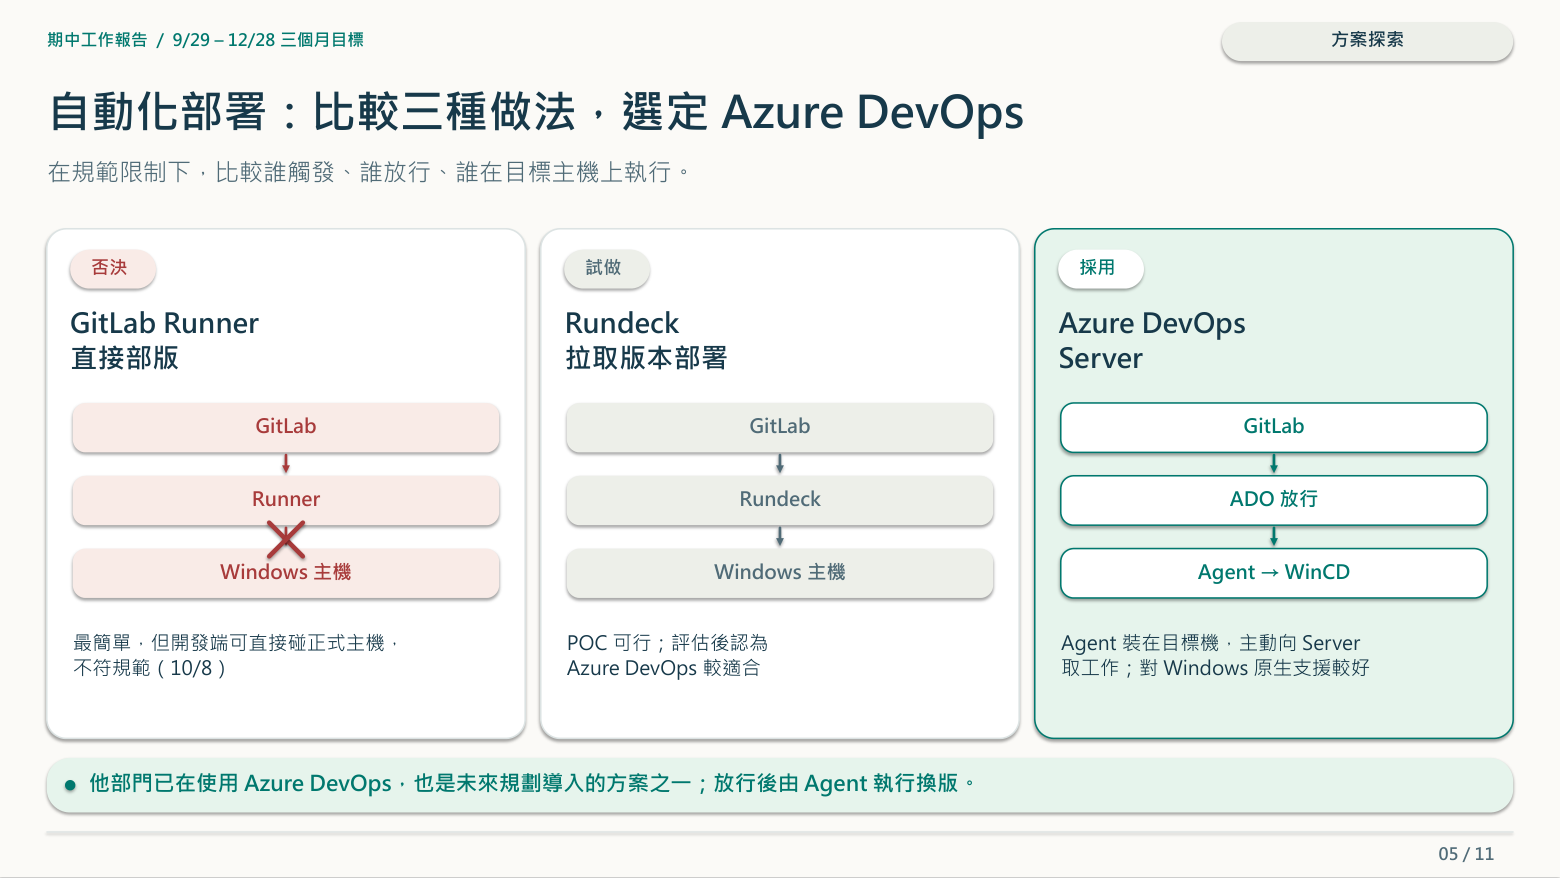 期中工作報告 / 9/29 – 12/28 三個月目標
方案探索
自動化部署：比較三種做法，選定 Azure DevOps
在規範限制下，比較誰觸發、誰放行、誰在目標主機上執行。
否決
GitLab Runner
直接部版
GitLab
Runner
Windows 主機
最簡單，但開發端可直接碰正式主機，
不符規範（10/8）
試做
Rundeck
拉取版本部署
GitLab
Rundeck
Windows 主機
POC 可行；評估後認為
Azure DevOps 較適合
採用
Azure DevOps
Server
GitLab
ADO 放行
Agent → WinCD
Agent 裝在目標機，主動向 Server
取工作；對 Windows 原生支援較好
他部門已在使用 Azure DevOps，也是未來規劃導入的方案之一；放行後由 Agent 執行換版。
05 / 11